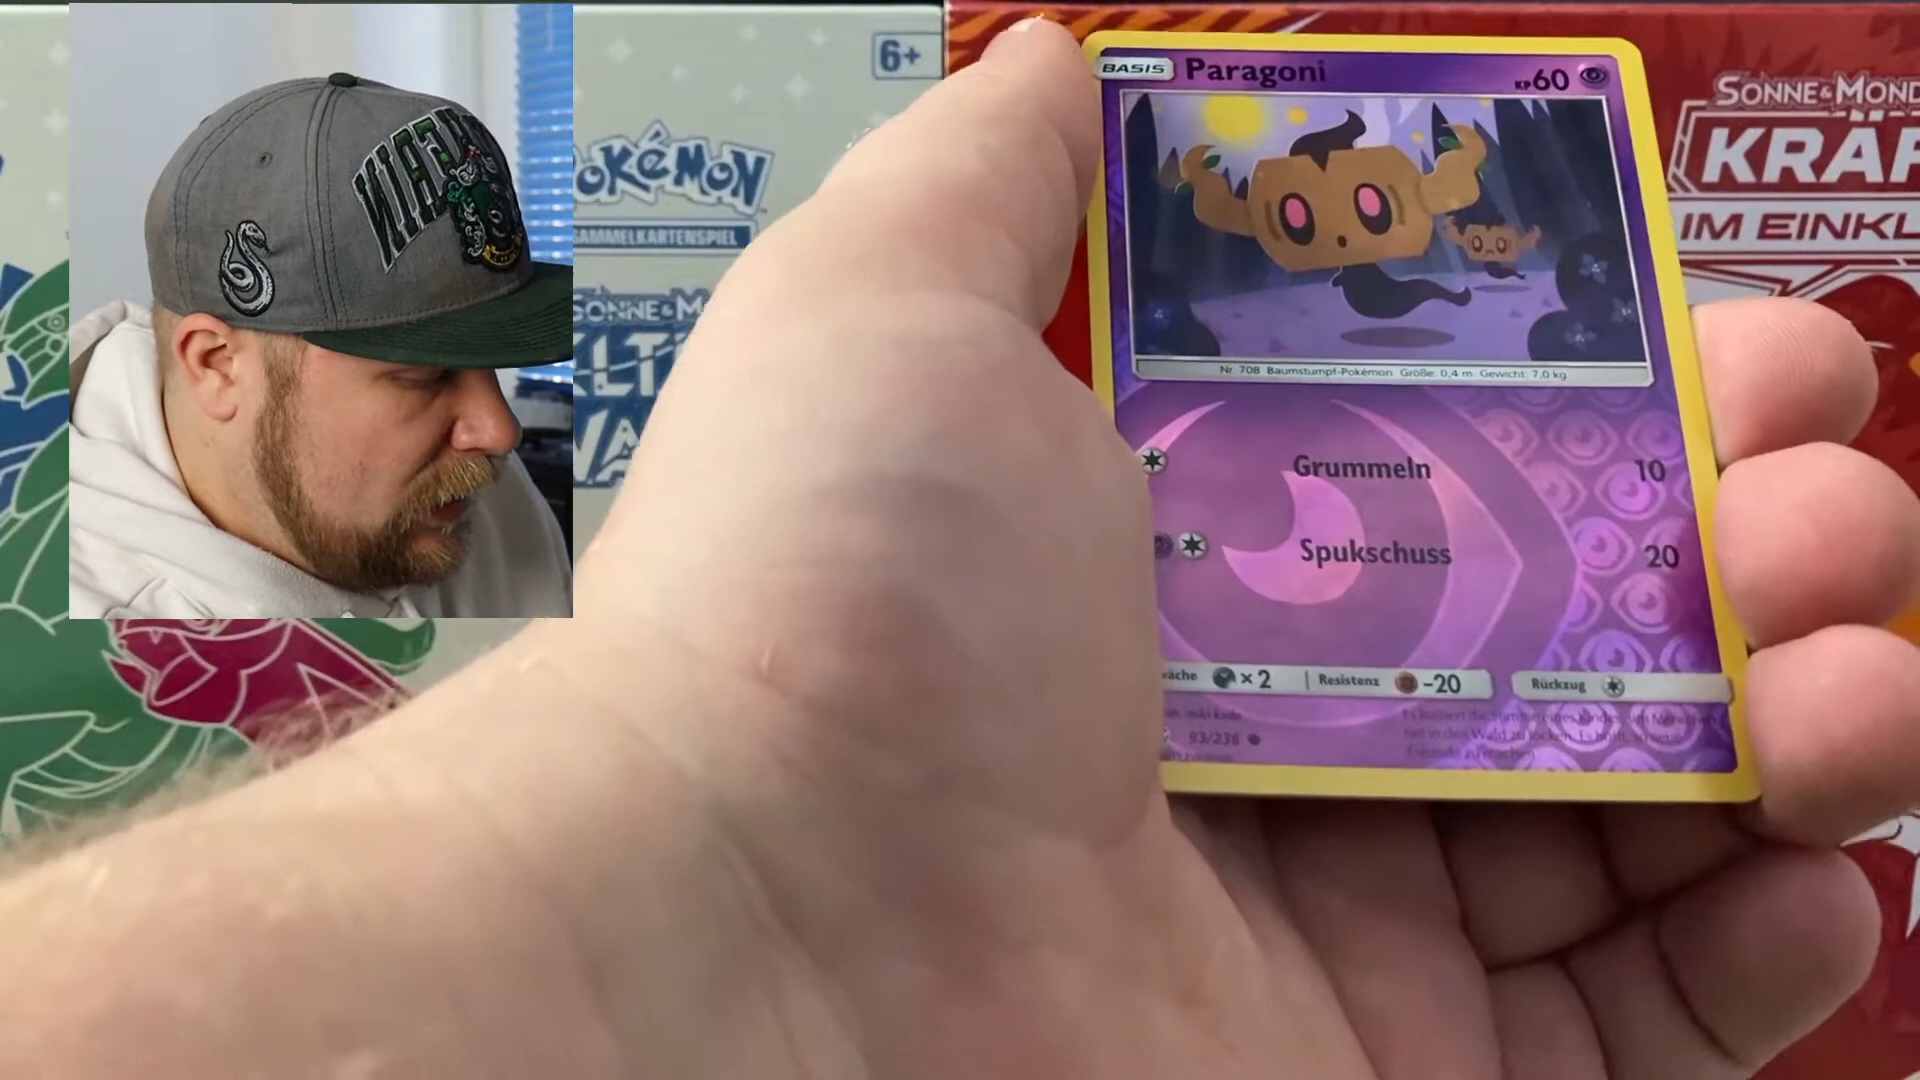 6+
POKÉMON
SAMMELKARTENSPIEL
SONNE & M
SONNE & MOND
KRÄF
IM EINKL
BASIS Paragoni KP60
Nr. 708 Baumstumpf-Pokémon Größe: 0,4 m Gewicht: 7,0 kg
Grummeln 10
Spukschuss 20
×2 Resistenz -20 Rückzug
93/236